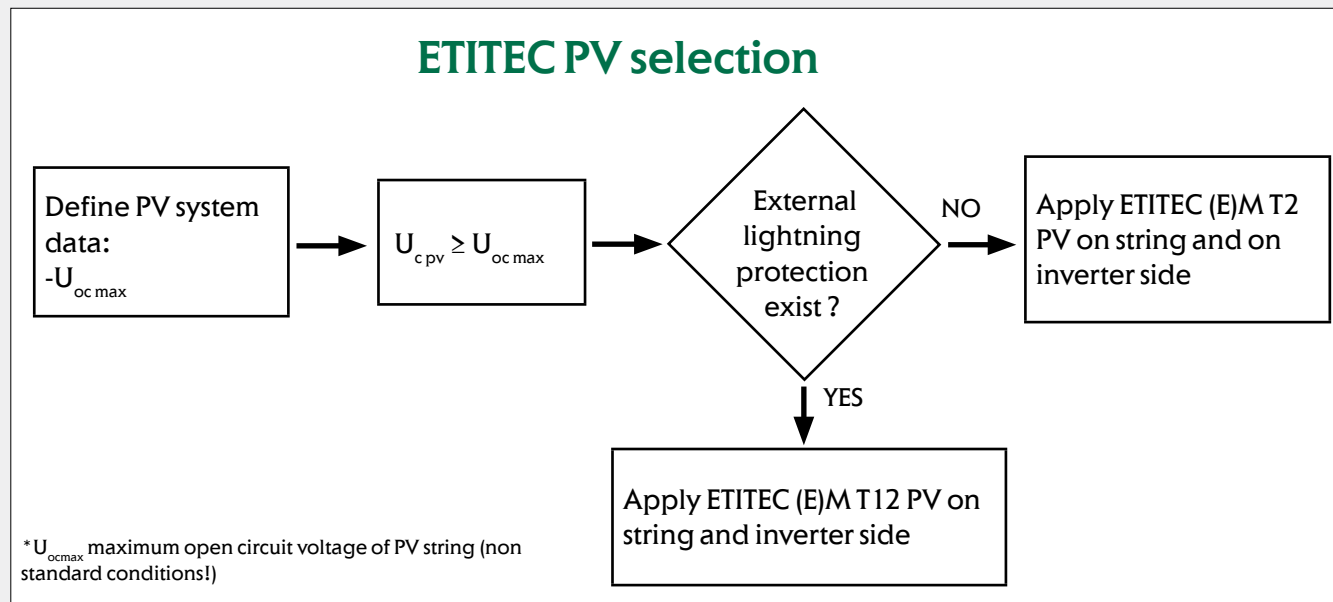 ETITEC PV selection
Define PV system
data:
-U oc max
U c pv ≥ U oc max
External
lightning
protection
exist ?
NO
Apply ETITEC (E)M T2
PV on string and on
inverter side
YES
Apply ETITEC (E)M T12 PV on
string and inverter side
*U ocmax maximum open circuit voltage of PV string (non
standard conditions!)